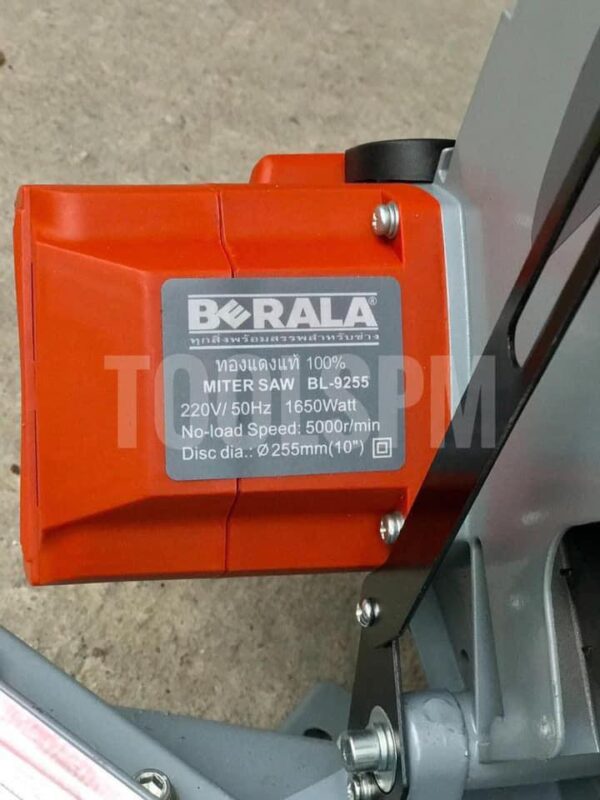 BERALA®
ทุกสิ่งพร้อมสรรพสำหรับช่าง
ทองแดงแท้ 100%
MITER SAW BL-9255
220V/ 50Hz 1650Watt
No-load Speed: 5000r/min
Disc dia.: Ø255mm(10")
TOOLSPM